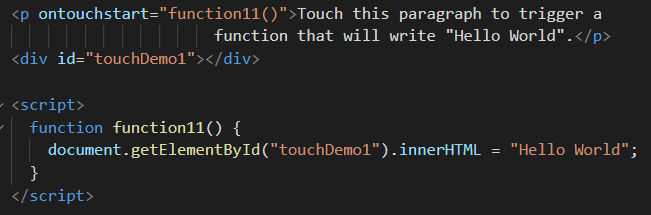 <p ontouchstart="function11()">Touch this paragraph to trigger a
function that will write "Hello World".</p>
<div id="touchDemo1"></div>
<script>
function function11() {
document.getElementById("touchDemo1").innerHTML = "Hello World";
}
</script>